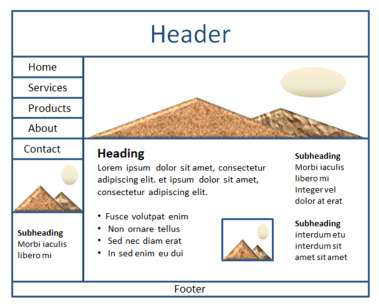 Header
Home
Services
Products
About
Contact
Subheading
Morbi iaculis
libero mi
Heading
Lorem ipsum dolor sit amet, consectetur
adipiscing elit. et ipsum dolor sit amet,
consectetur adipiscing elit.
• Fusce volutpat enim
• Non ornare tellus
• Sed nec diam erat
• In sed enim eu dui
Subheading
Morbi iaculis
libero mi
Integer vel
dolor at erat
Subheading
interdum etu
interdum sit
amet sit amet
Footer